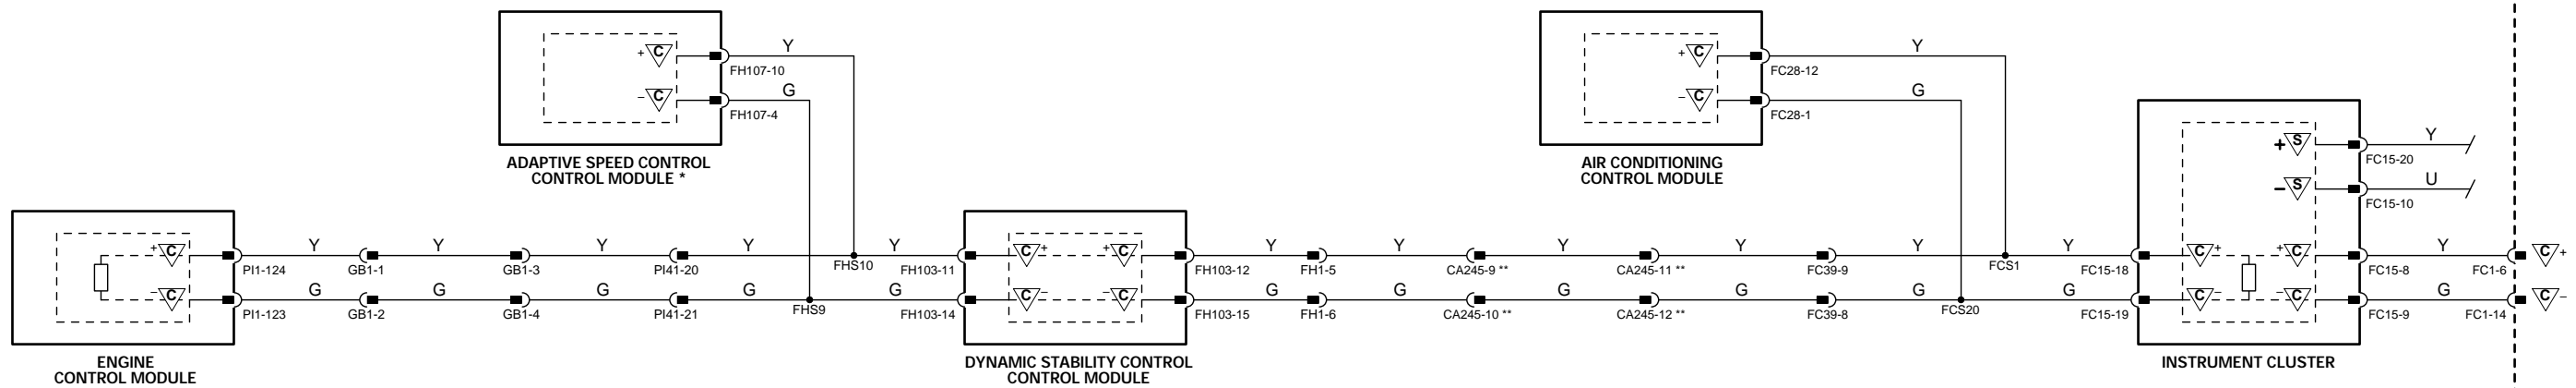 + C
Y
FH107-10
– C
G
FH107-4
ADAPTIVE SPEED CONTROL
CONTROL MODULE *
+ C
Y
FC28-12
– C
G
FC28-1
AIR CONDITIONING
CONTROL MODULE
+ S
Y
FC15-20
– S
U
FC15-10
+ C Y Y Y Y Y C + + C Y Y Y Y Y Y C + + C Y C +
PI1-124 GB1-1 GB1-3 PI41-20 FHS10 FH103-11 FH103-12 FH1-5 CA245-9 ** CA245-11 ** FC39-9 FCS1 FC15-18 FC15-8 FC1-6
– C G G G G G C – – C G G G G G G C – – C G C –
PI1-123 GB1-2 GB1-4 PI41-21 FHS9 FH103-14 FH103-15 FH1-6 CA245-10 ** CA245-12 ** FC39-8 FCS20 FC15-19 FC15-9 FC1-14
ENGINE
CONTROL MODULE
DYNAMIC STABILITY CONTROL
CONTROL MODULE
INSTRUMENT CLUSTER